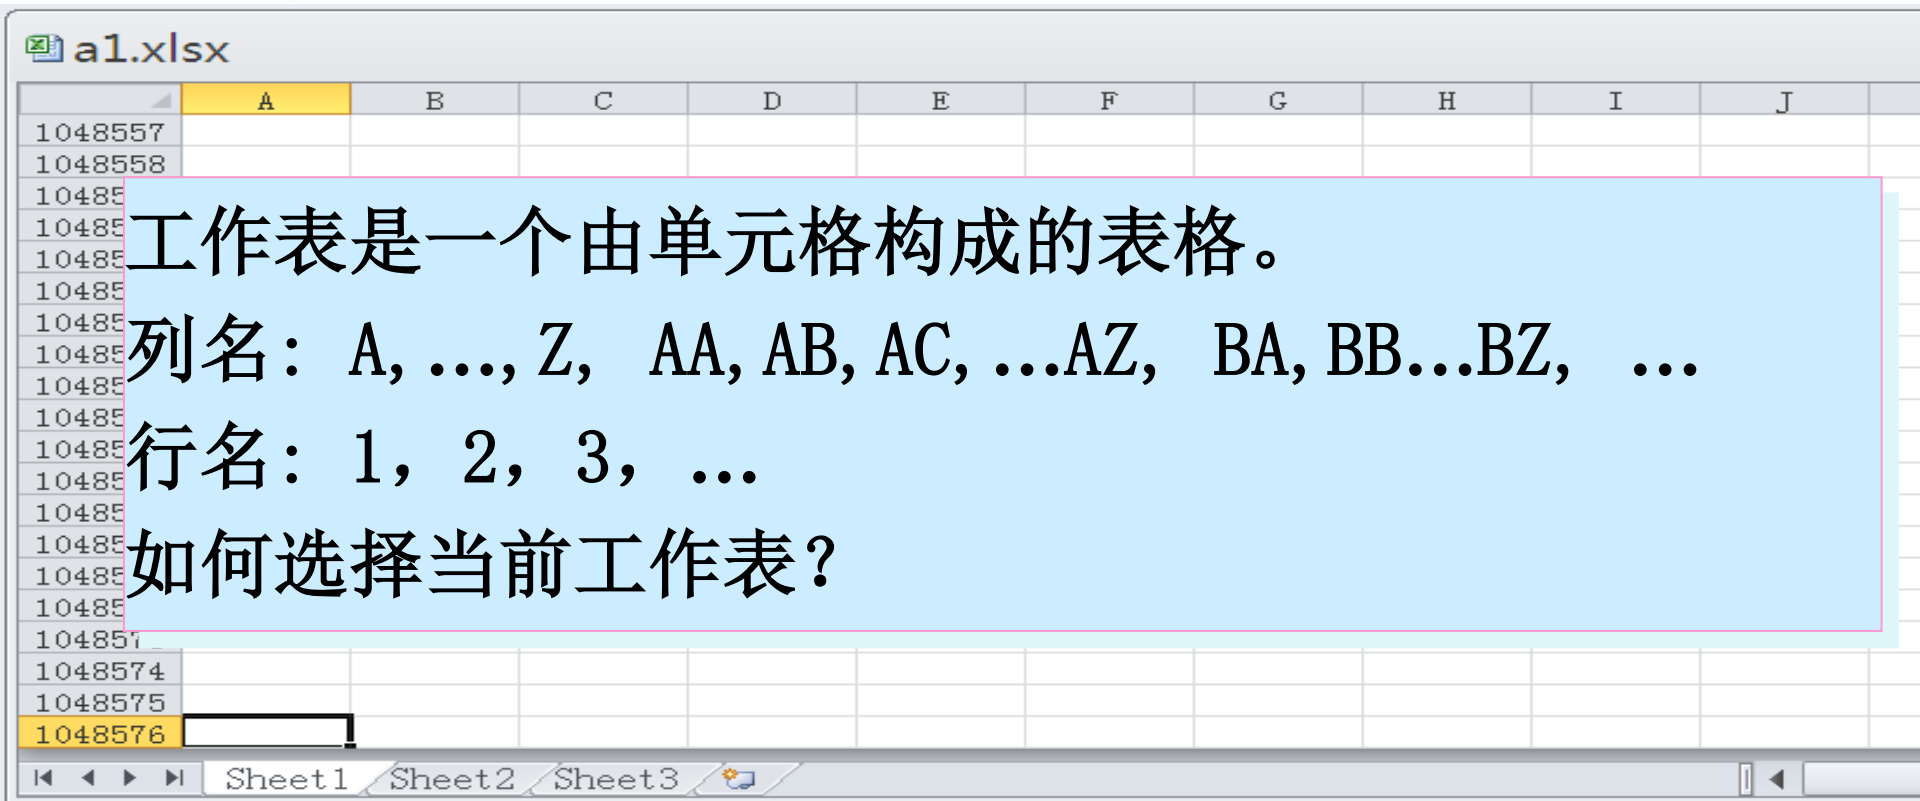 a1.xlsx
A B C D E F G H I J
1048557
1048558
工作表是一个由单元格构成的表格。
列名: A,…,Z, AA,AB,AC,…AZ, BA,BB…BZ, …
行名: 1, 2, 3, …
如何选择当前工作表?
1048574
1048575
1048576
Sheet1 Sheet2 Sheet3